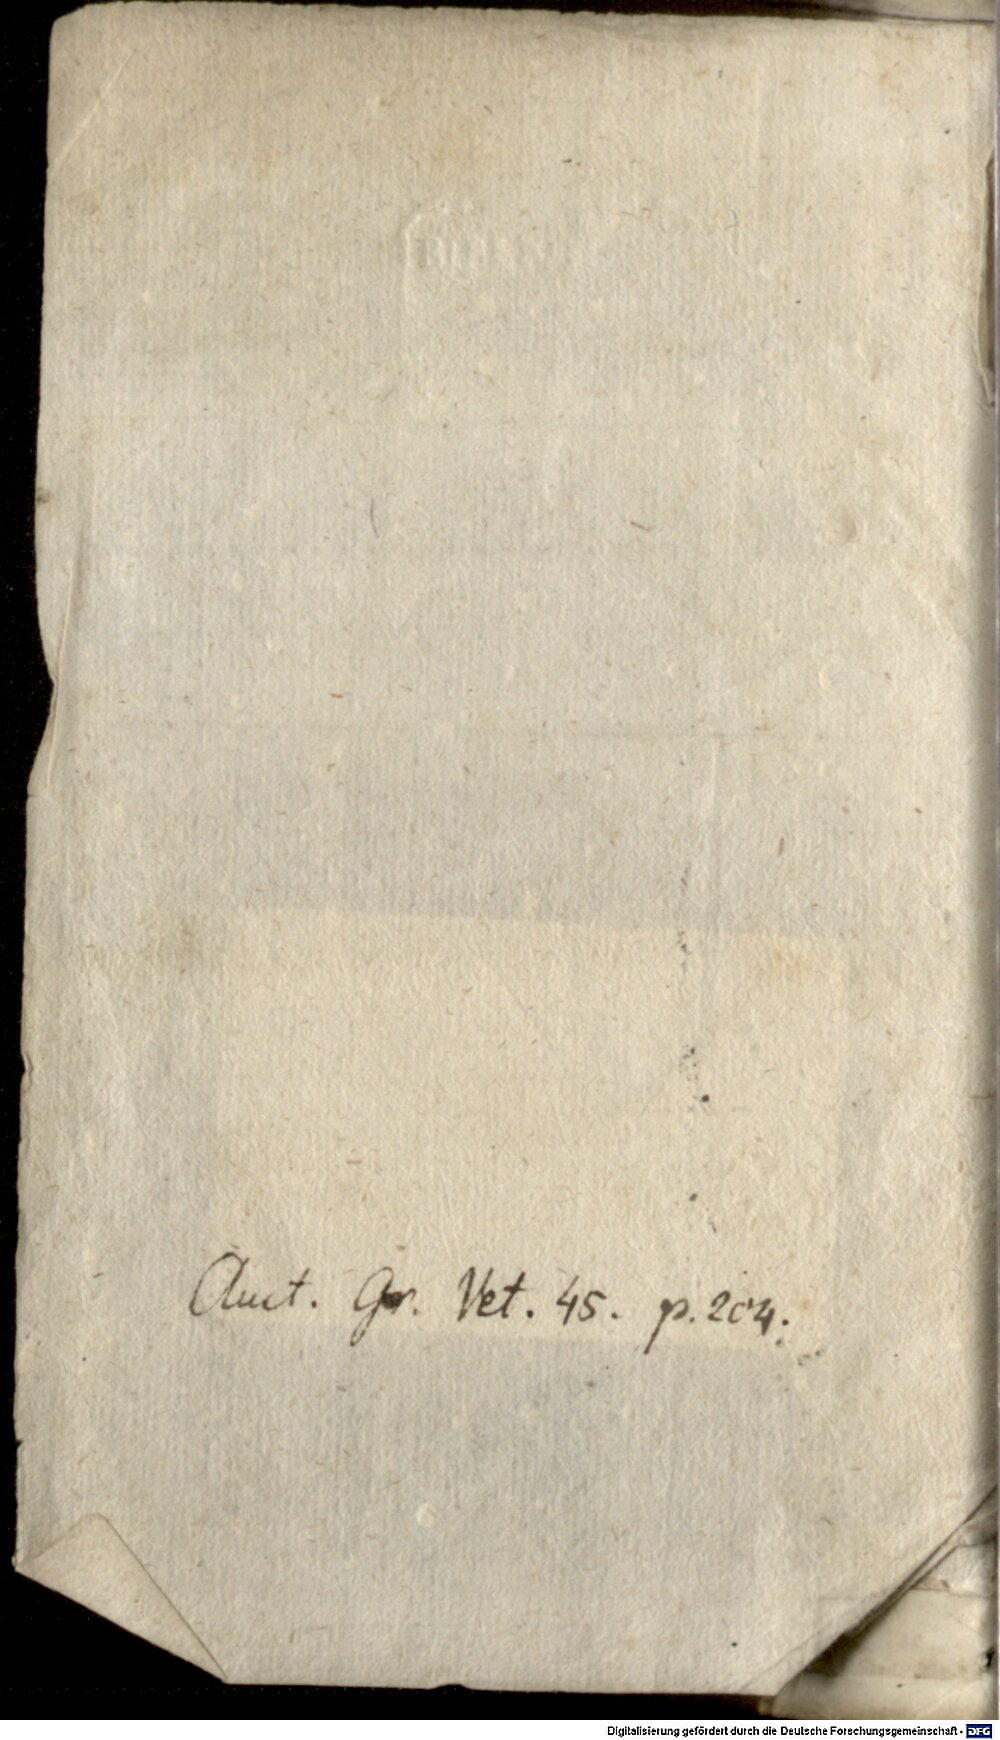 Auct. Gr. Vet. 45. p. 204.
Digitalisierung gefördert durch die Deutsche Forschungsgemeinschaft - DFG